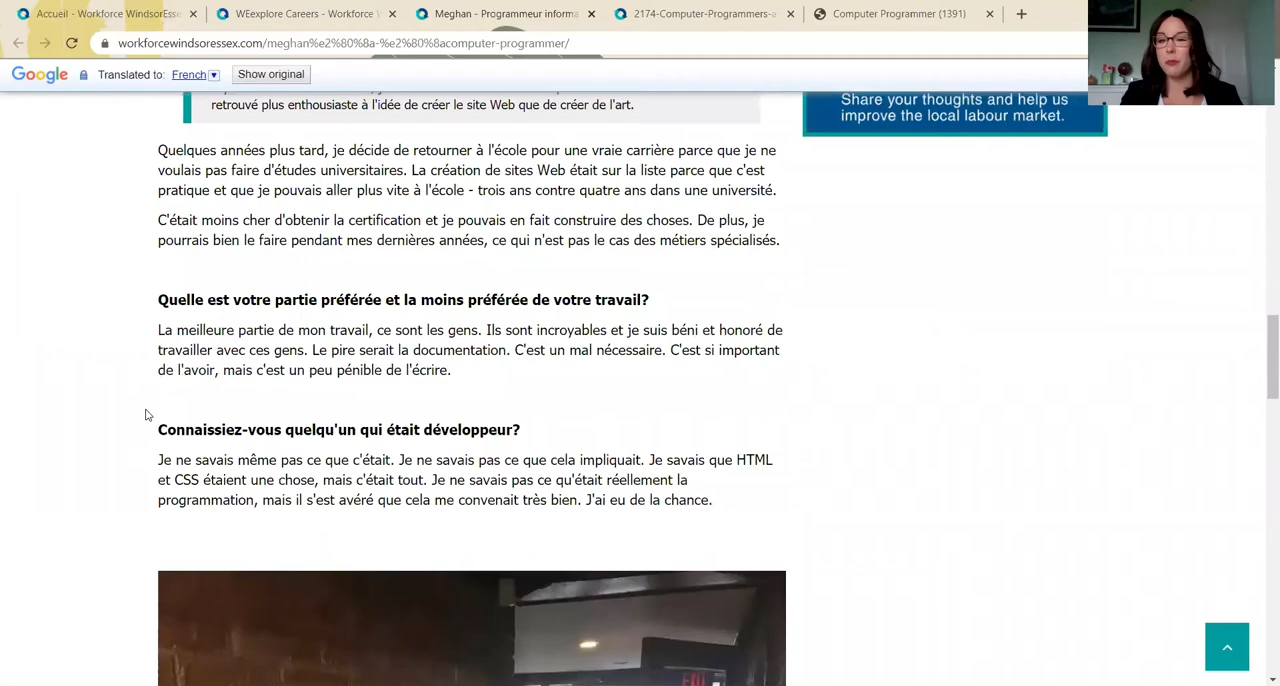 Accueil - Workforce WindsorEsse
WEexplore Careers - Workforce
Meghan - Programmeur informa
2174-Computer-Programmers-a
Computer Programmer (1391)
workforcewindsoressex.com/meghan%e2%80%8a-%e2%80%8acomputer-programmer/
Google Translated to: French Show original
retrouvé plus enthousiaste à l'idée de créer le site Web que de créer de l'art.
Share your thoughts and help us
improve the local labour market.
Quelques années plus tard, je décide de retourner à l'école pour une vraie carrière parce que je ne
voulais pas faire d'études universitaires. La création de sites Web était sur la liste parce que c'est
pratique et que je pouvais aller plus vite à l'école - trois ans contre quatre ans dans une université.
C'était moins cher d'obtenir la certification et je pouvais en fait construire des choses. De plus, je
pourrais bien le faire pendant mes dernières années, ce qui n'est pas le cas des métiers spécialisés.
Quelle est votre partie préférée et la moins préférée de votre travail?
La meilleure partie de mon travail, ce sont les gens. Ils sont incroyables et je suis béni et honoré de
travailler avec ces gens. Le pire serait la documentation. C'est un mal nécessaire. C'est si important
de l'avoir, mais c'est un peu pénible de l'écrire.
Connaissiez-vous quelqu'un qui était développeur?
Je ne savais même pas ce que c'était. Je ne savais pas ce que cela impliquait. Je savais que HTML
et CSS étaient une chose, mais c'était tout. Je ne savais pas ce qu'était réellement la
programmation, mais il s'est avéré que cela me convenait très bien. J'ai eu de la chance.